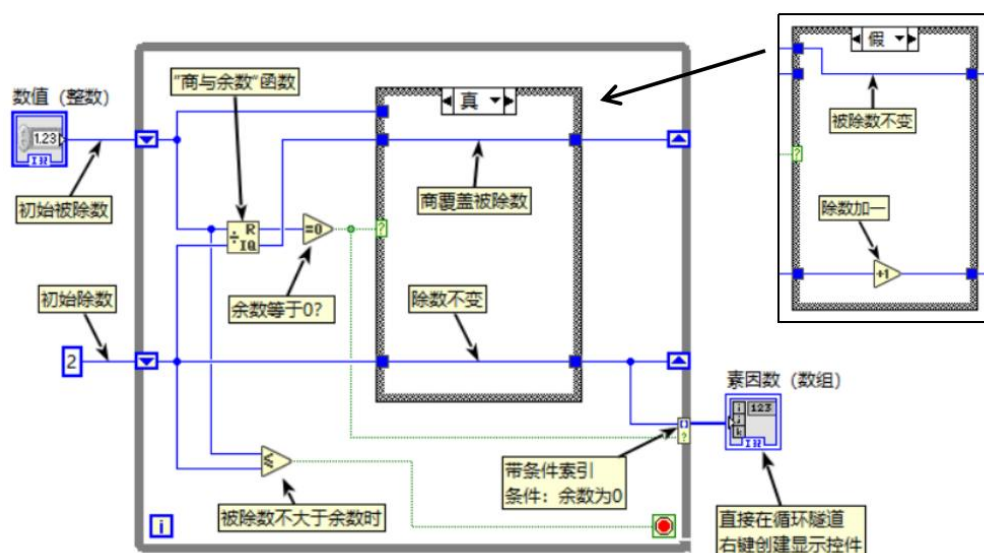 数值（整数）
1.23
初始被除数
"商与余数"函数
真
商覆盖被除数
R
IQ
=0
?
余数等于0?
初始除数
2
除数不变
被除数不大于余数时
i
带条件索引
条件：余数为0
?
素因数（数组）
123
直接在循环隧道
右键创建显示控件
假
被除数不变
?
除数加一
+1